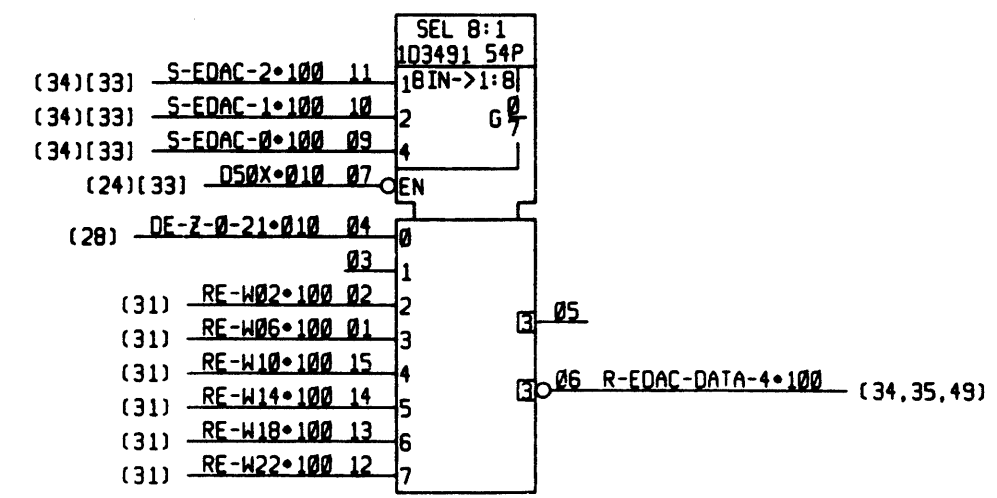 SEL 8:1
1D3491 54P
(34)[33] S-EDAC-2•100 11 1 BIN->1:8
(34)[33] S-EDAC-1•100 10 2 G 0/7
(34)[33] S-EDAC-0•100 09 4
(24)[33] D50X•010 07 EN
(28) DE-Z-0-21•010 04 0
03 1
(31) RE-W02•100 02 2
(31) RE-W06•100 01 3 3 05
(31) RE-W10•100 15 4
3 06 R-EDAC-DATA-4•100 (34,35,49)
(31) RE-W14•100 14 5
(31) RE-W18•100 13 6
(31) RE-W22•100 12 7